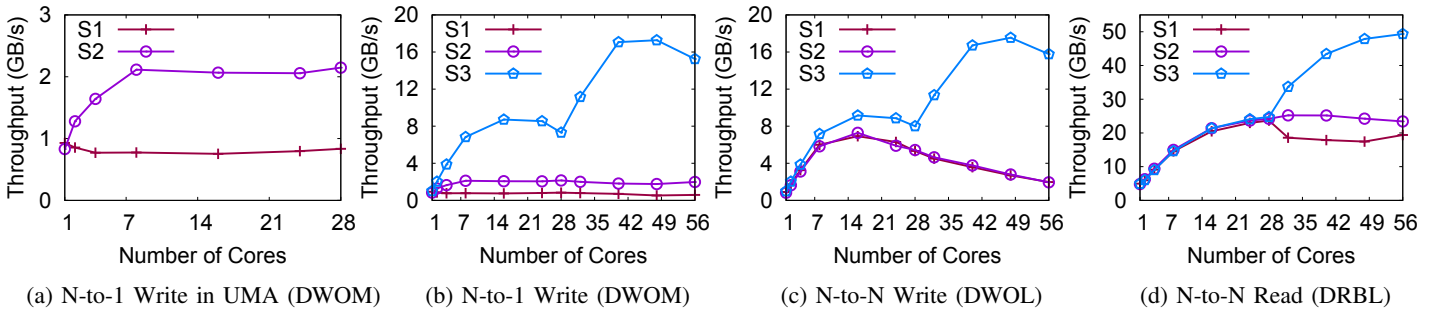 Throughput (GB/s)
3
2
1
0
S1
S2
1 7 14 21 28
Number of Cores
(a) N-to-1 Write in UMA (DWOM)
Throughput (GB/s)
20
16
12
8
4
0
S1
S2
S3
1 7 14 21 28 35 42 49 56
Number of Cores
(b) N-to-1 Write (DWOM)
Throughput (GB/s)
20
16
12
8
4
0
S1
S2
S3
1 7 14 21 28 35 42 49 56
Number of Cores
(c) N-to-N Write (DWOL)
Throughput (GB/s)
50
40
30
20
10
0
S1
S2
S3
1 7 14 21 28 35 42 49 56
Number of Cores
(d) N-to-N Read (DRBL)